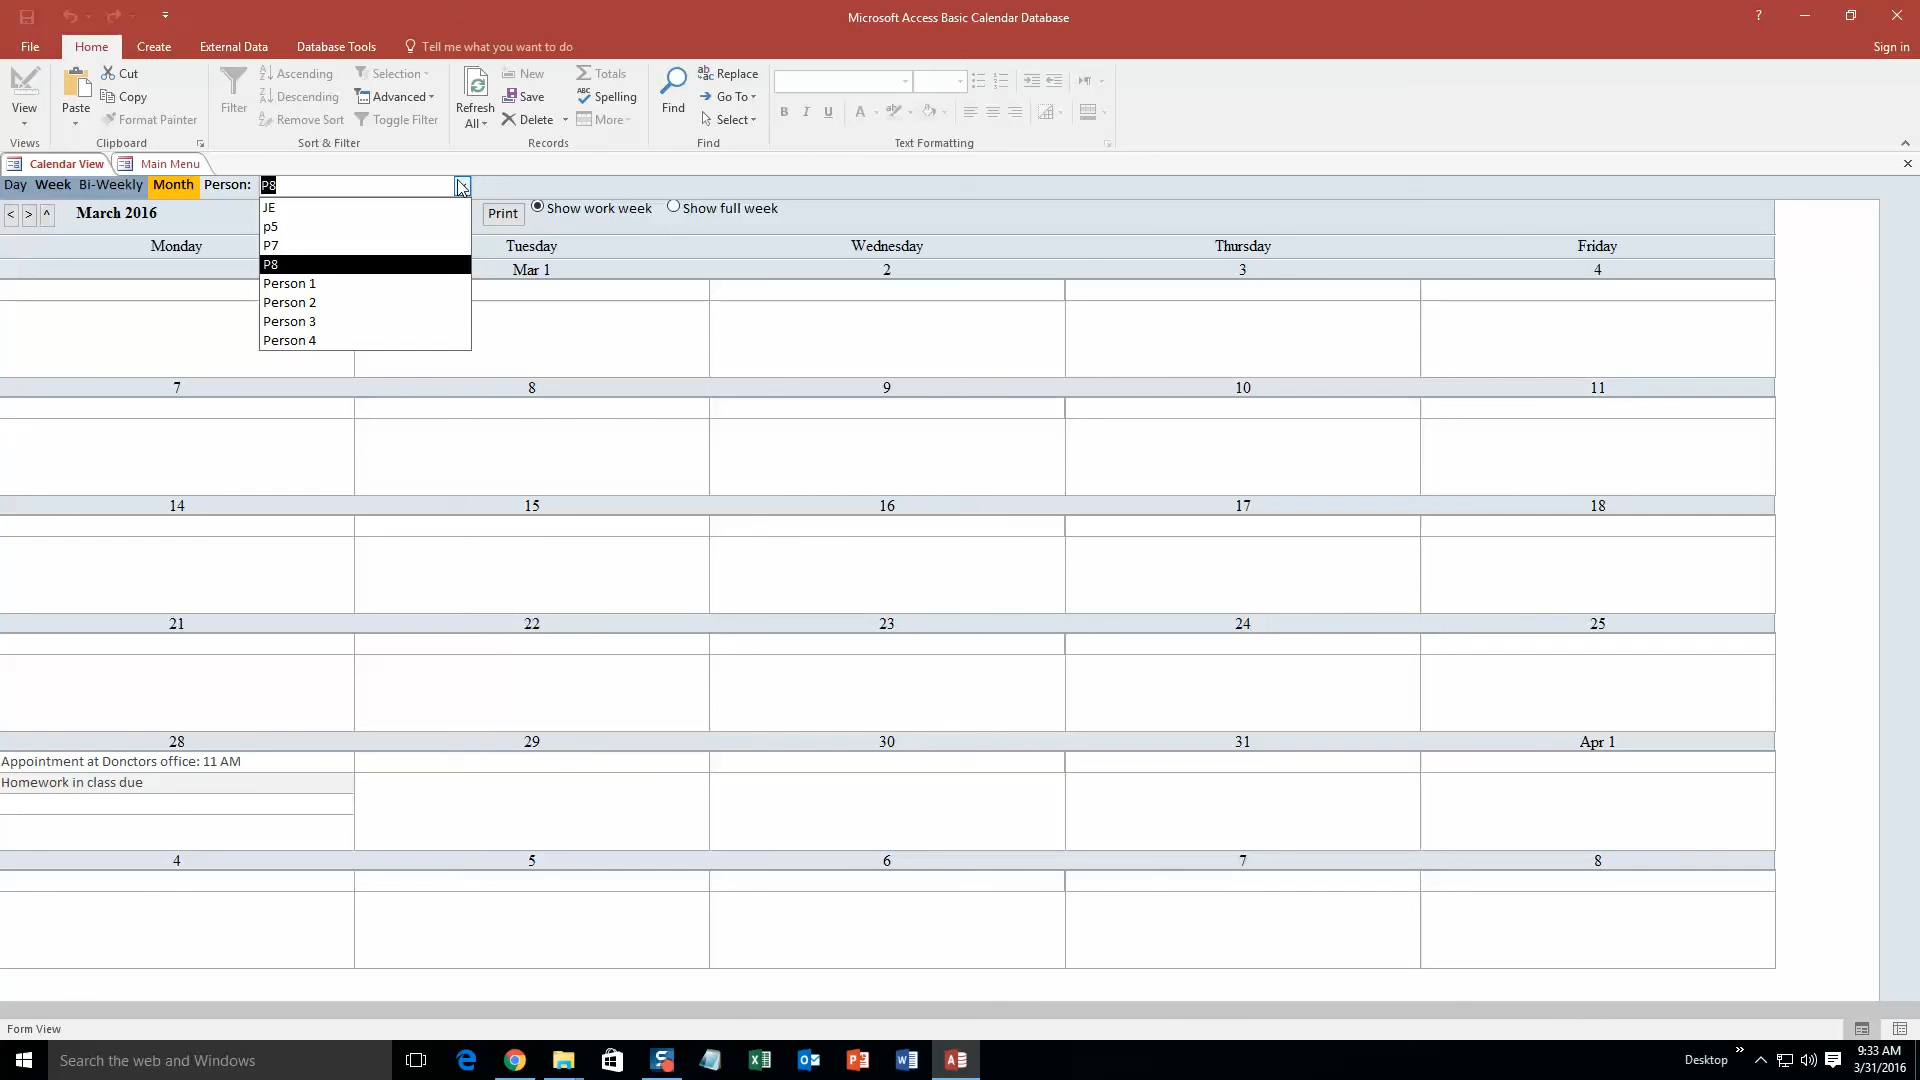 Microsoft Access Basic Calendar Database
?
File Home Create External Data Database Tools Tell me what you want to do Sign in
View Paste Cut Copy Format Painter
Filter Ascending Descending Remove Sort Selection Advanced Toggle Filter
Refresh All New Save Delete Totals Spelling More
Find Replace Go To Select
B I U A
Views Clipboard Sort & Filter Records Find Text Formatting
Calendar View Main Menu
Day Week Bi-Weekly Month Person: P8
< > ^ March 2016 Print Show work week Show full week
JE
p5
P7
P8
Person 1
Person 2
Person 3
Person 4
Monday Tuesday Wednesday Thursday Friday
Mar 1 2 3 4
7 8 9 10 11
14 15 16 17 18
21 22 23 24 25
28 29 30 31 Apr 1
Appointment at Donctors office: 11 AM
Homework in class due
4 5 6 7 8
Form View
Search the web and Windows
Desktop
9:33 AM
3/31/2016